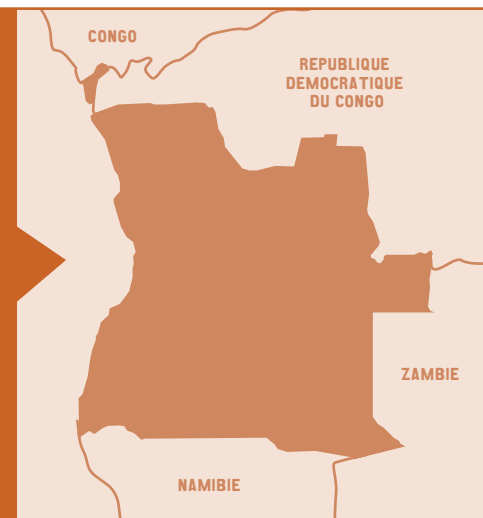 CONGO
REPUBLIQUE
DEMOCRATIQUE
DU CONGO
ZAMBIE
NAMIBIE